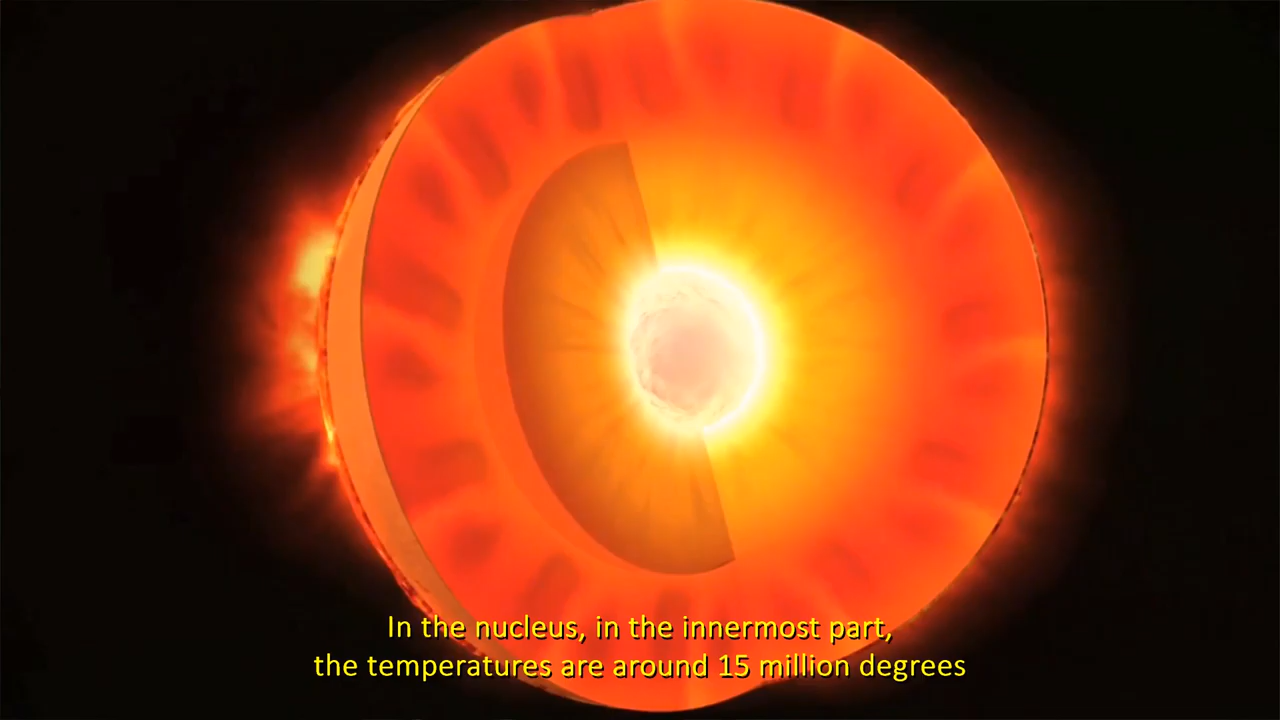 In the nucleus, in the innermost part,
the temperatures are around 15 million degrees